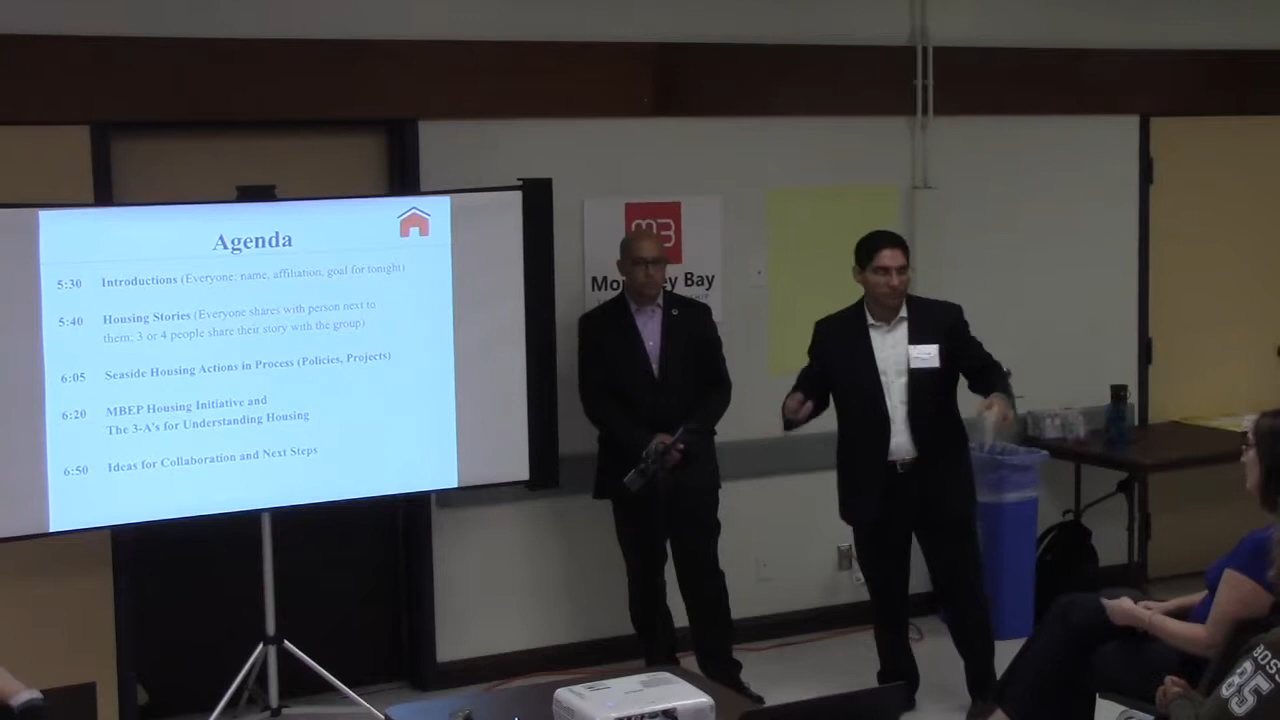 Agenda
5:30 Introductions (Everyone: name, affiliation, goal for tonight)
5:40 Housing Stories (Everyone shares with person next to
them; 3 or 4 people share their story with the group)
6:05 Seaside Housing Actions in Process (Policies, Projects)
6:20 MBEP Housing Initiative and
The 3-A's for Understanding Housing
6:50 Ideas for Collaboration and Next Steps
Bay
BOSS
85